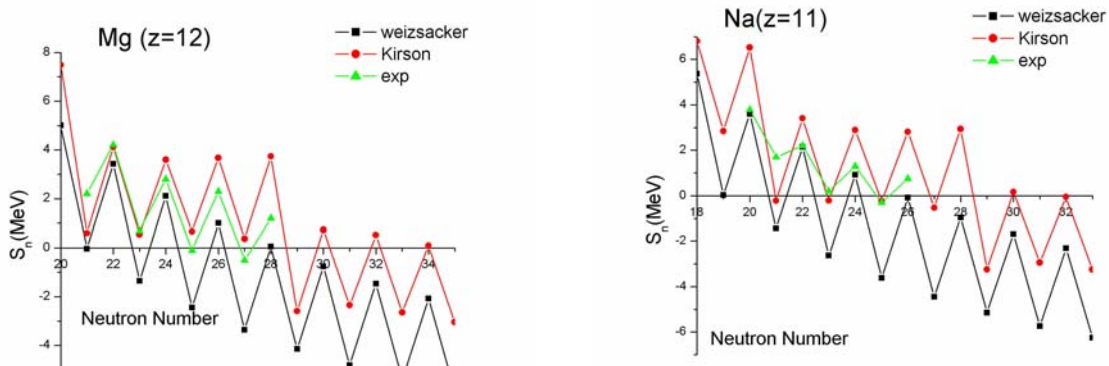 Mg (z=12)
weizsacker
Kirson
exp
8
6
4
2
0
-2
-4
S_n(MeV)
20 22 24 26 28 30 32 34
Neutron Number
Na(z=11)
weizsacker
Kirson
exp
6
4
2
0
-2
-4
-6
S_n(MeV)
18 20 22 24 26 28 30 32
Neutron Number